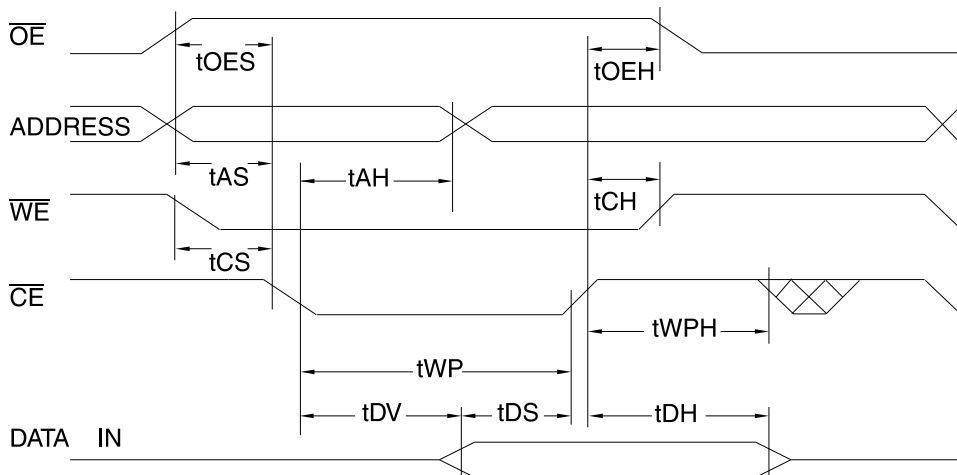 OE
tOES
tOEH
ADDRESS
tAS
tAH
tCH
WE
tCS
CE
tWPH
tWP
tDV
tDS
tDH
DATA IN